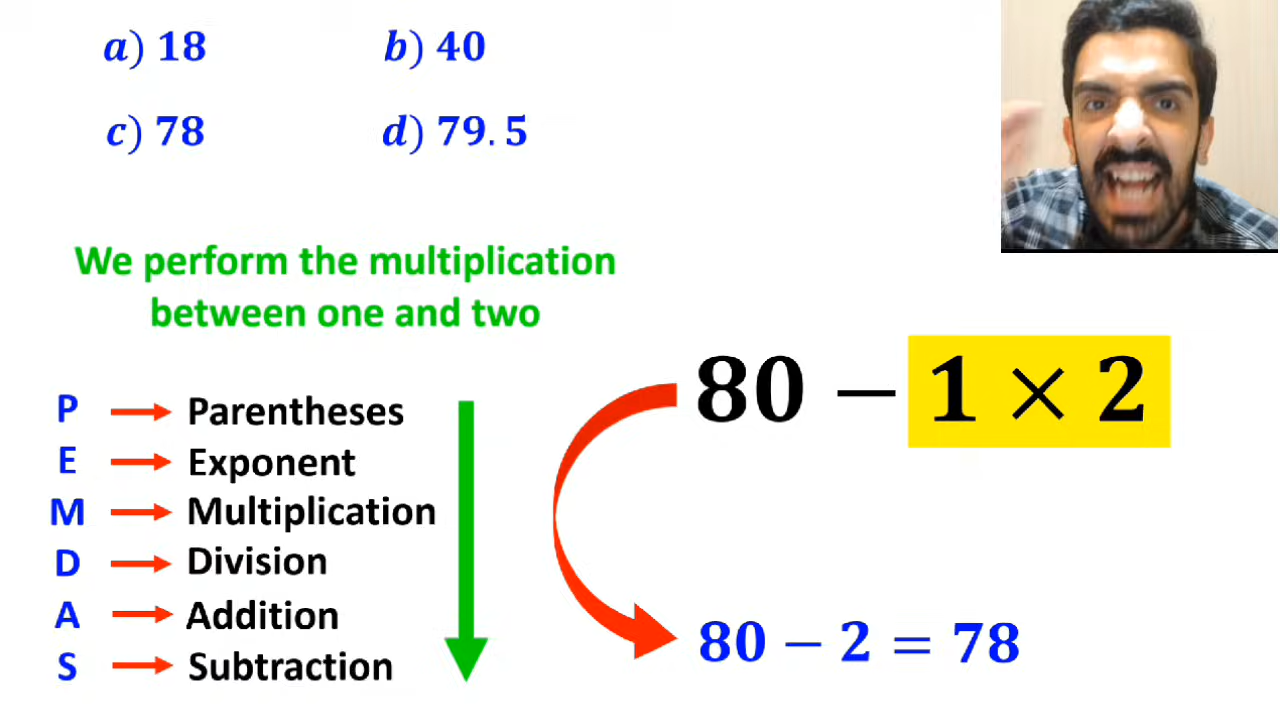 a) 18 b) 40
c) 78 d) 79.5
We perform the multiplication
between one and two
80 − 1 × 2
P Parentheses
E Exponent
M Multiplication
D Division
A Addition
S Subtraction
80 − 2 = 78